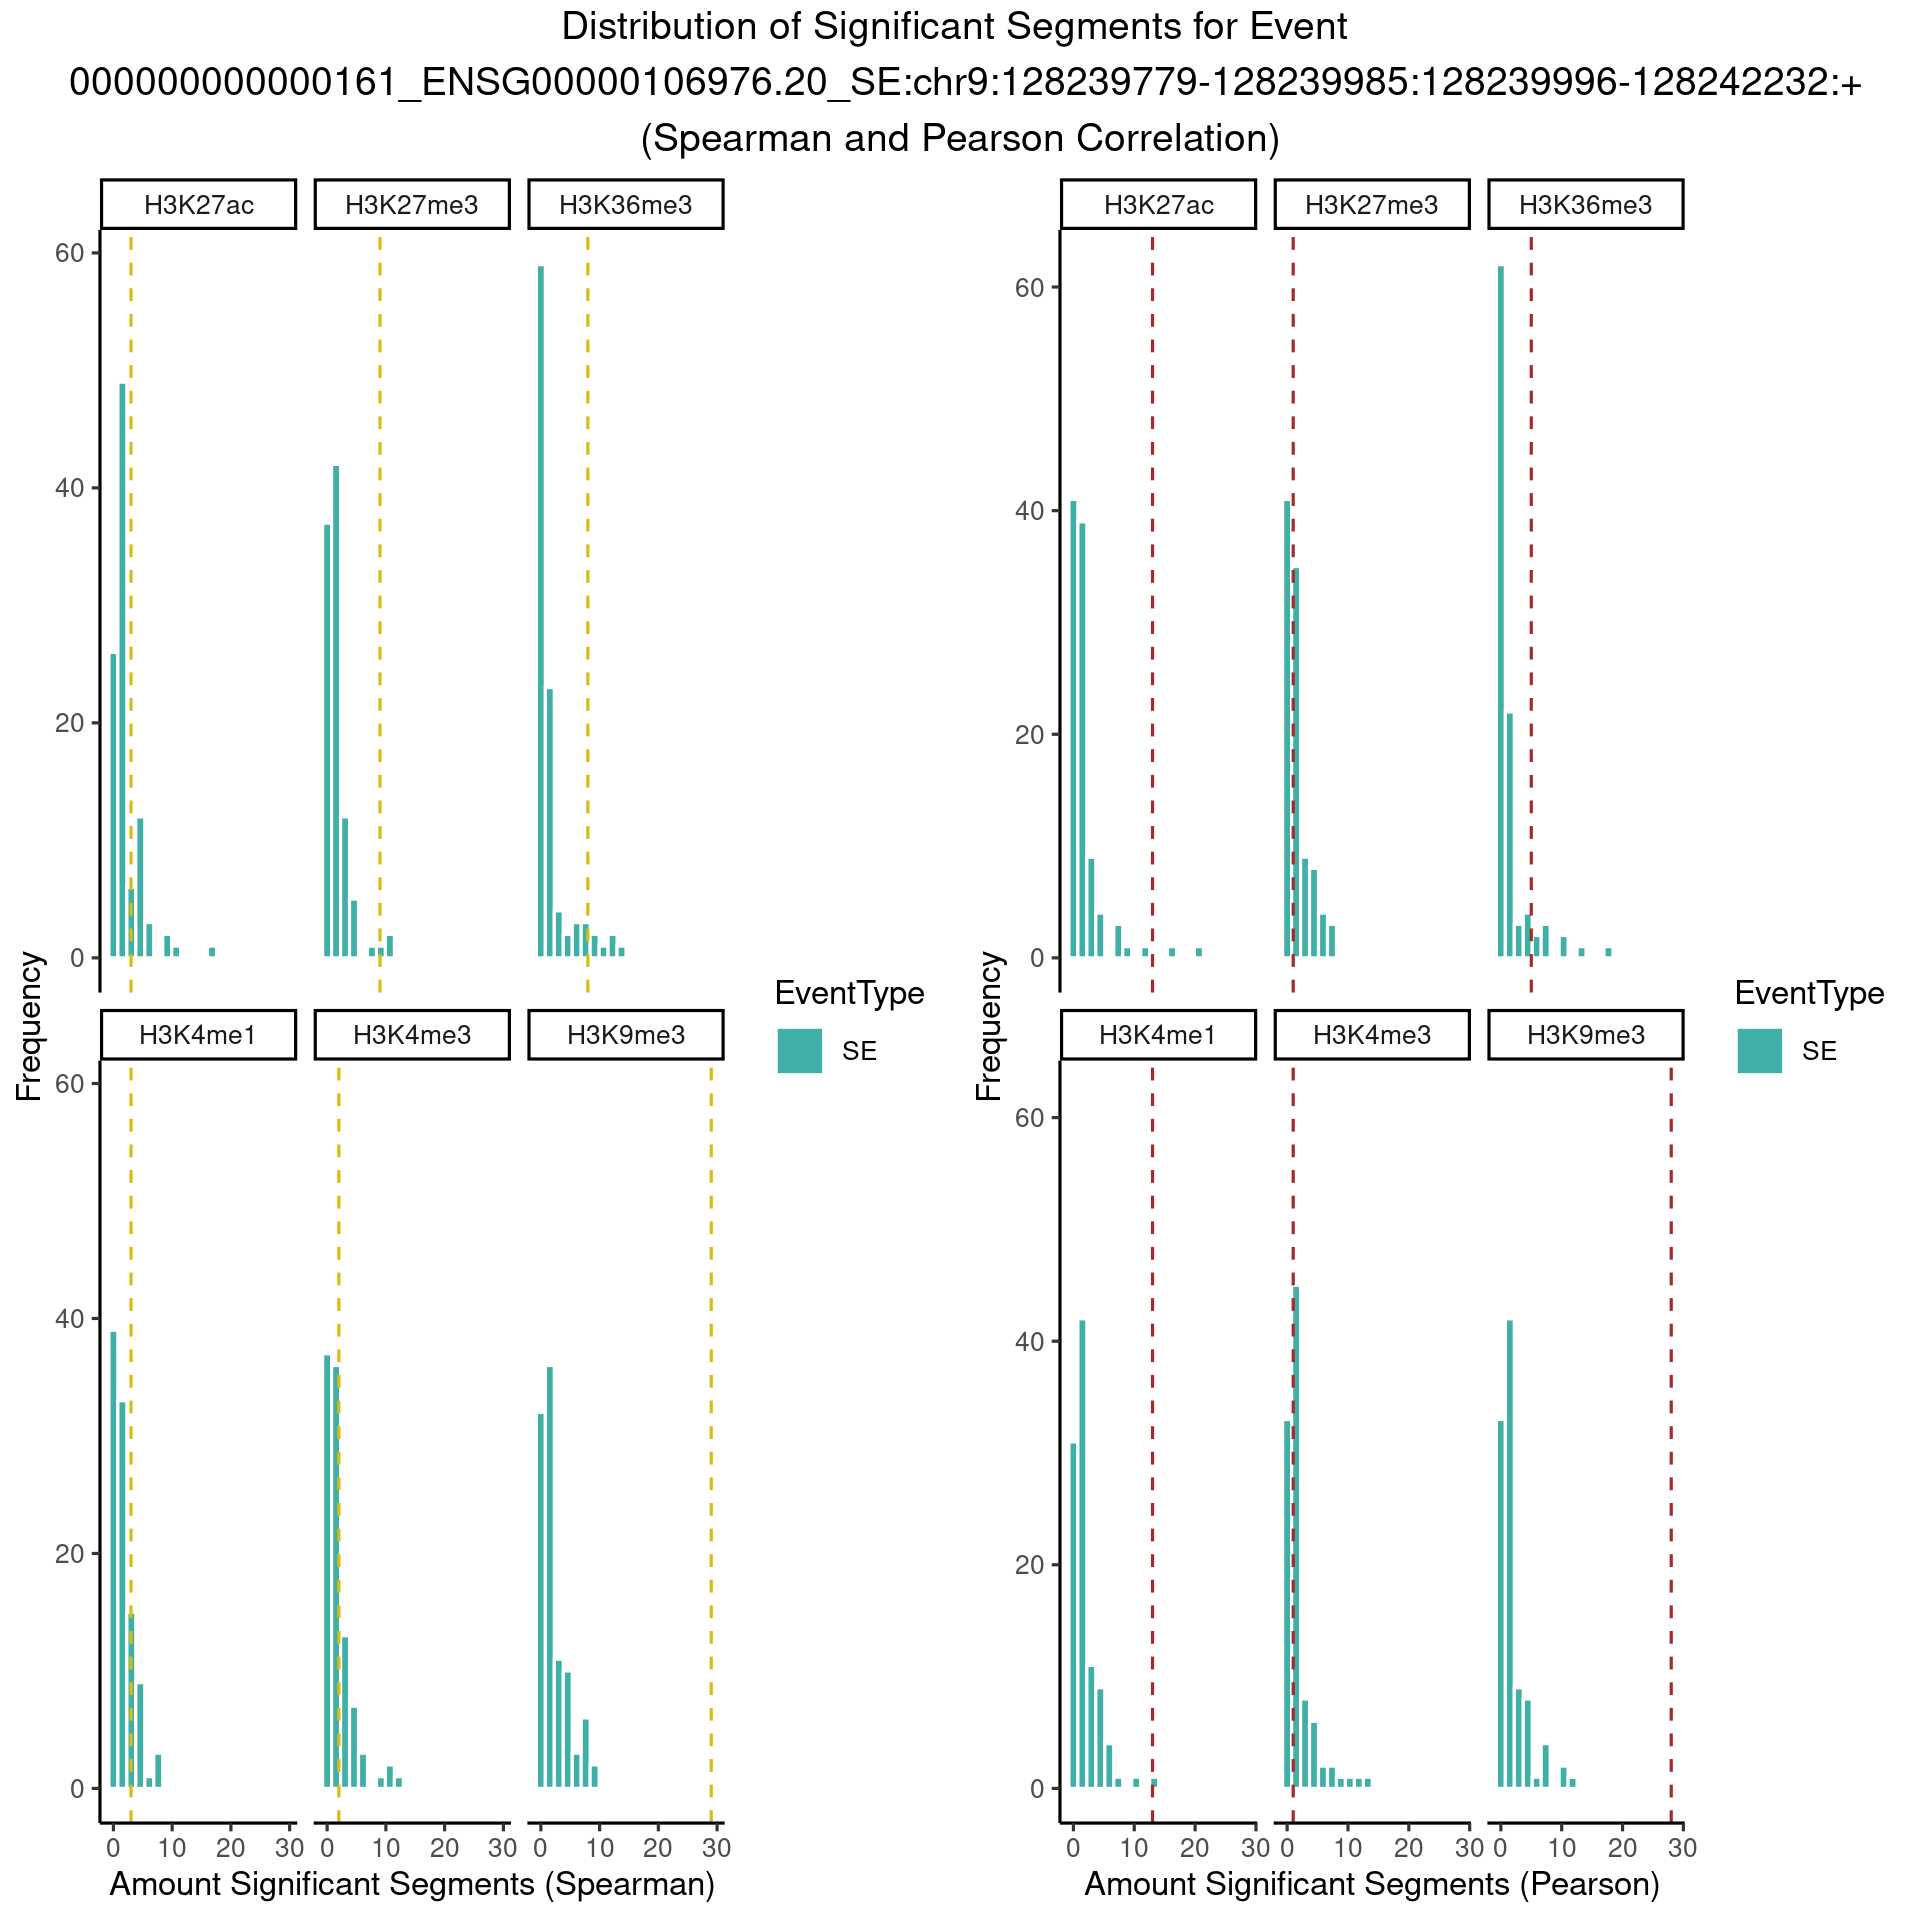 Distribution of Significant Segments for Event
000000000000161_ENSG00000106976.20_SE:chr9:128239779-128239985:128239996-128242232:+
(Spearman and Pearson Correlation)
H3K27ac H3K27me3 H3K36me3
60
40
20
0
H3K4me1 H3K4me3 H3K9me3
60
40
20
0
0 10 20 30 0 10 20 30 0 10 20 30
Frequency
Amount Significant Segments (Spearman)
EventType
SE
H3K27ac H3K27me3 H3K36me3
60
40
20
0
H3K4me1 H3K4me3 H3K9me3
60
40
20
0
0 10 20 30 0 10 20 30 0 10 20 30
Frequency
Amount Significant Segments (Pearson)
EventType
SE